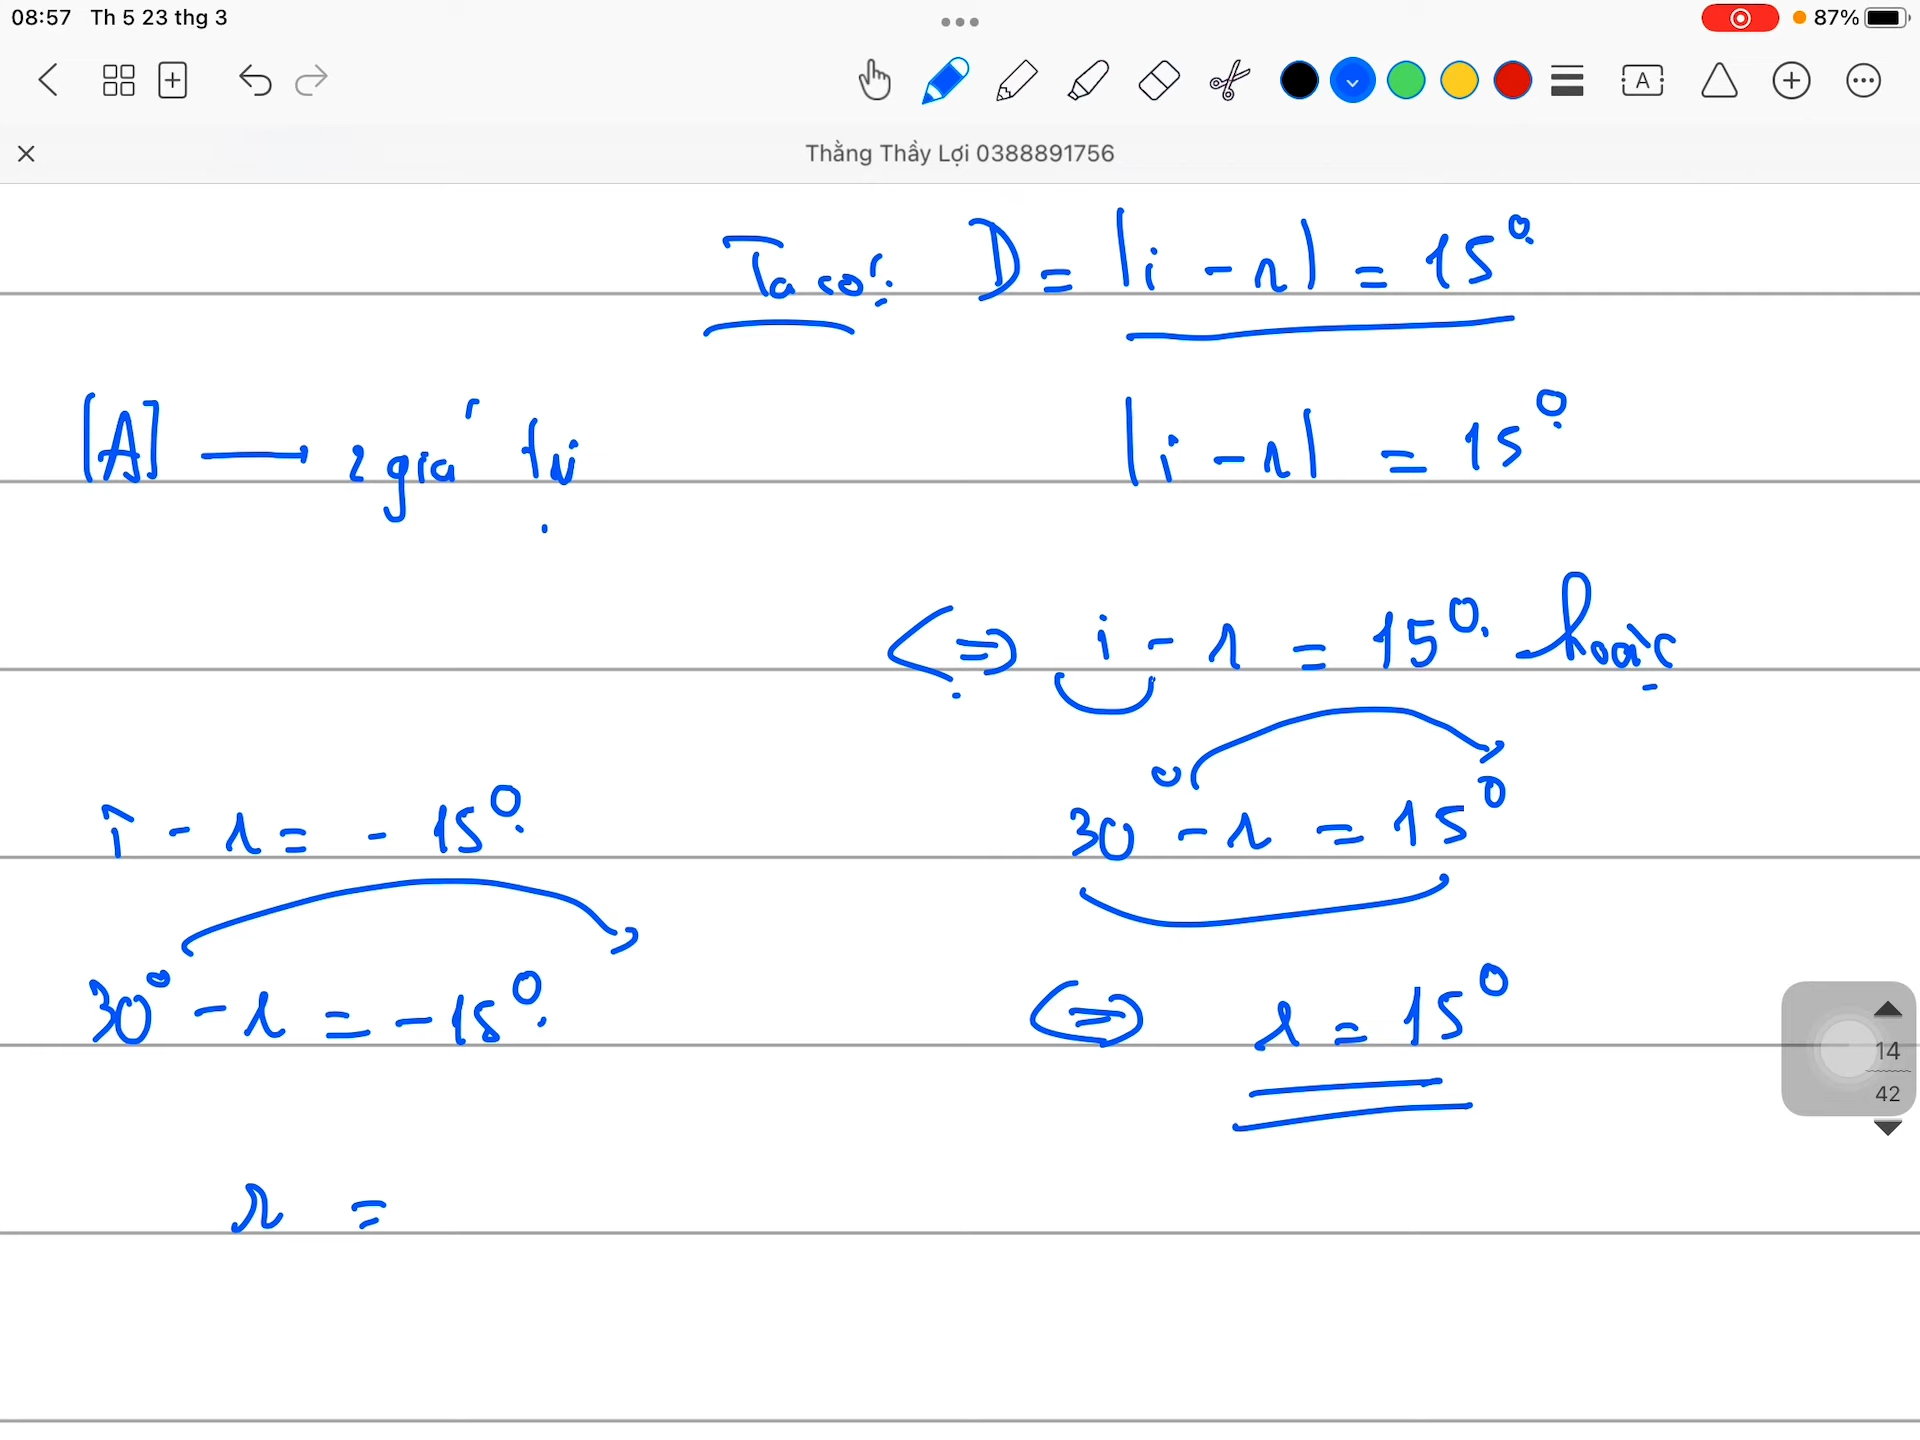 08:57 Th 5 23 thg 3
87%
A
Thằng Thầy Lợi 0388891756
Ta có: D = |i - r| = 15°
|A| → 2 giá trị
|i - r| = 15°
<=> i - r = 15° hoặc
i - r = - 15°
30° - r = 15°
30° - r = - 15°
<=> r = 15°
14
42
r =